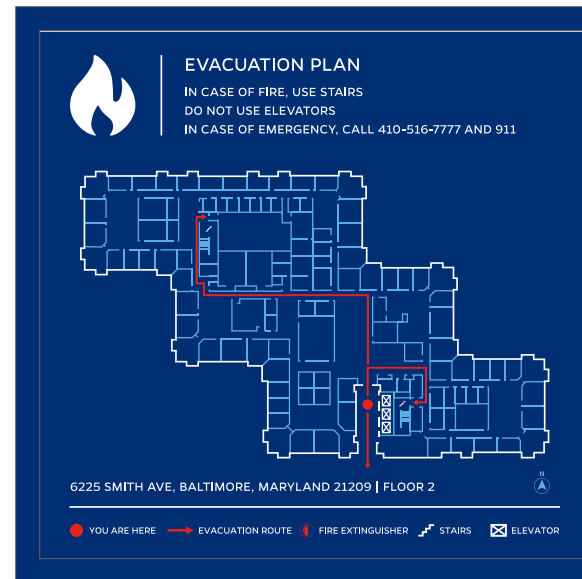 EVACUATION PLAN
IN CASE OF FIRE, USE STAIRS
DO NOT USE ELEVATORS
IN CASE OF EMERGENCY, CALL 410-516-7777 AND 911
6225 SMITH AVE, BALTIMORE, MARYLAND 21209 | FLOOR 2
N
YOU ARE HERE
EVACUATION ROUTE
FIRE EXTINGUISHER
STAIRS
ELEVATOR